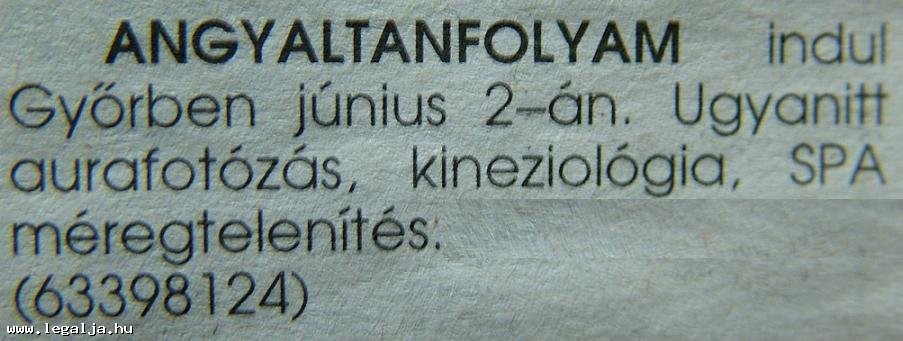 ANGYALTANFOLYAM indul
Győrben június 2–án. Ugyanitt
aurafotózás, kineziológia, SPA
méregtelenítés.
(63398124)
www.legalja.hu